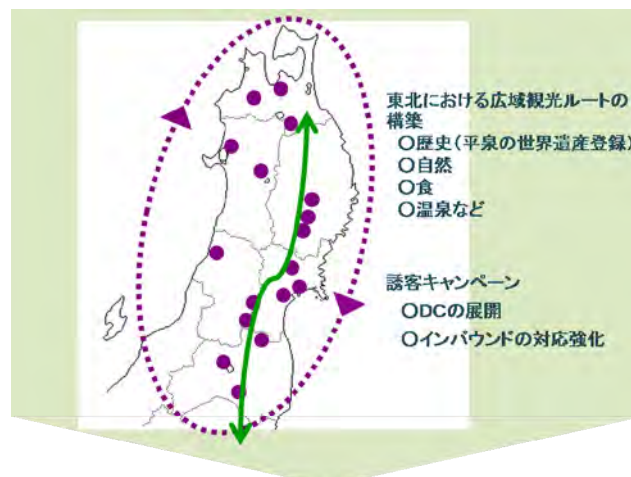 東北における広域観光ルートの
構築
○歴史(平泉の世界遺産登録)
○自然
○食
○温泉など
誘客キャンペーン
○DCの展開
○インバウンドの対応強化